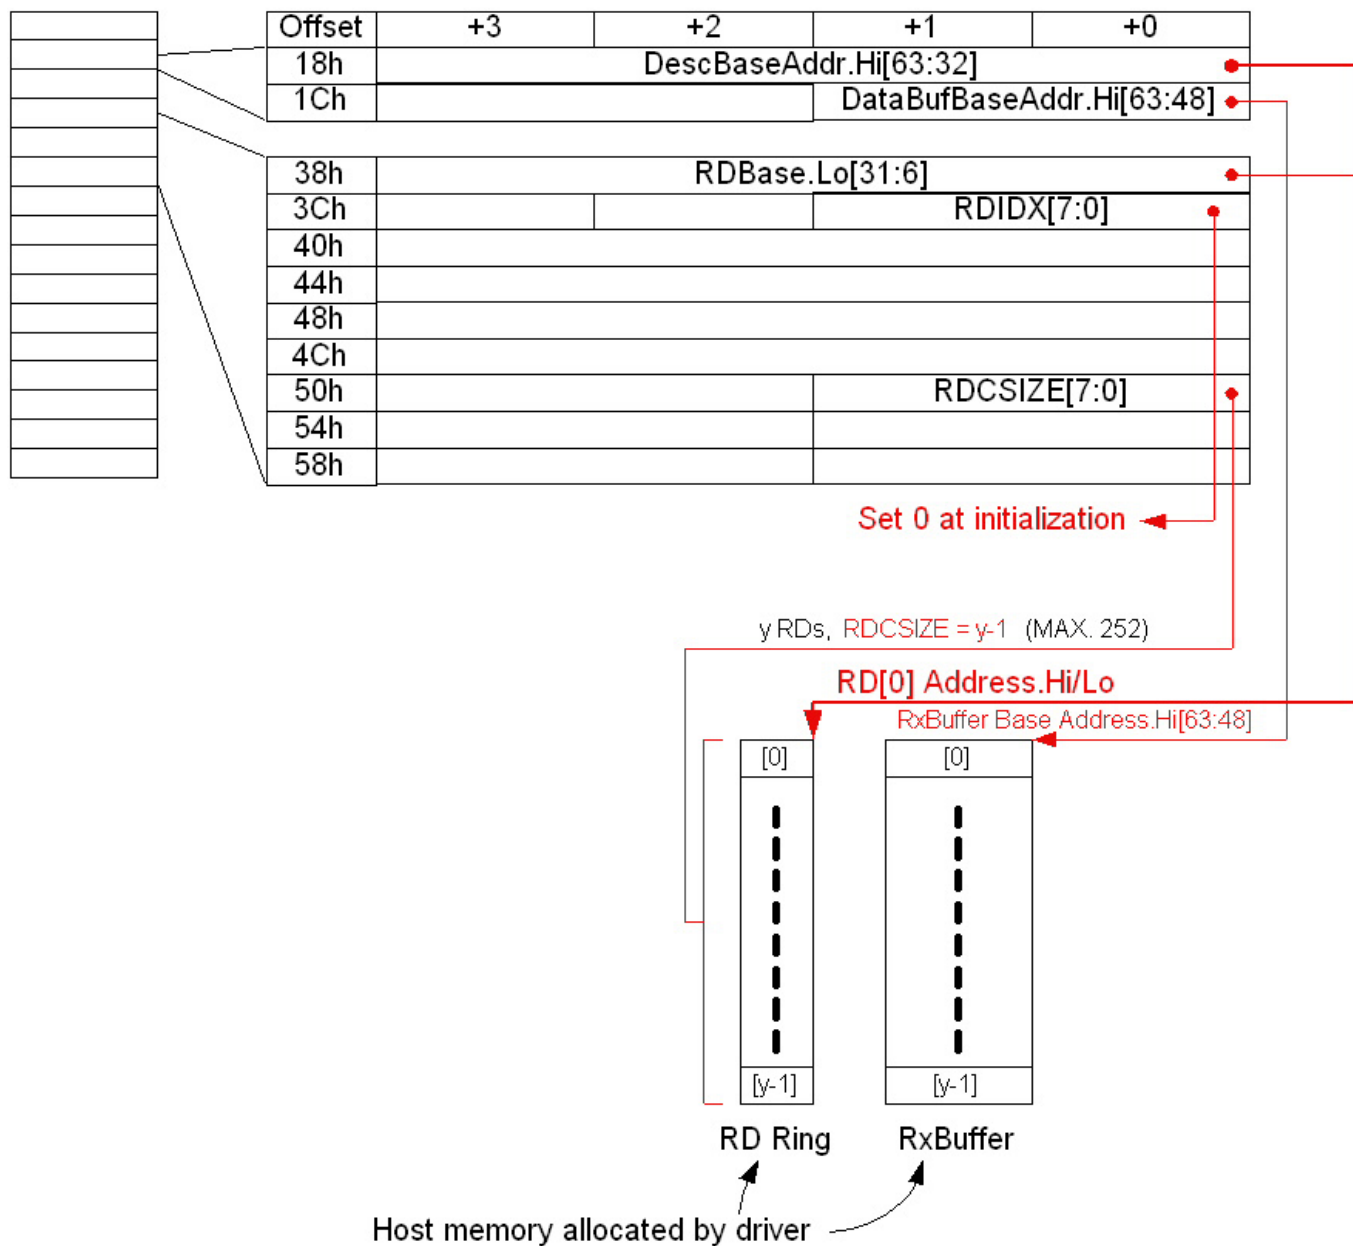 Offset +3 +2 +1 +0
18h DescBaseAddr.Hi[63:32]
1Ch DataBufBaseAddr.Hi[63:48]
38h RDBase.Lo[31:6]
3Ch RDIDX[7:0]
40h
44h
48h
4Ch
50h RDCSIZE[7:0]
54h
58h
Set 0 at initialization
y RDs, RDCSIZE = y-1 (MAX. 252)
RD[0] Address.Hi/Lo
RxBuffer Base Address.Hi[63:48]
[0] [0]
[y-1] [y-1]
RD Ring RxBuffer
Host memory allocated by driver